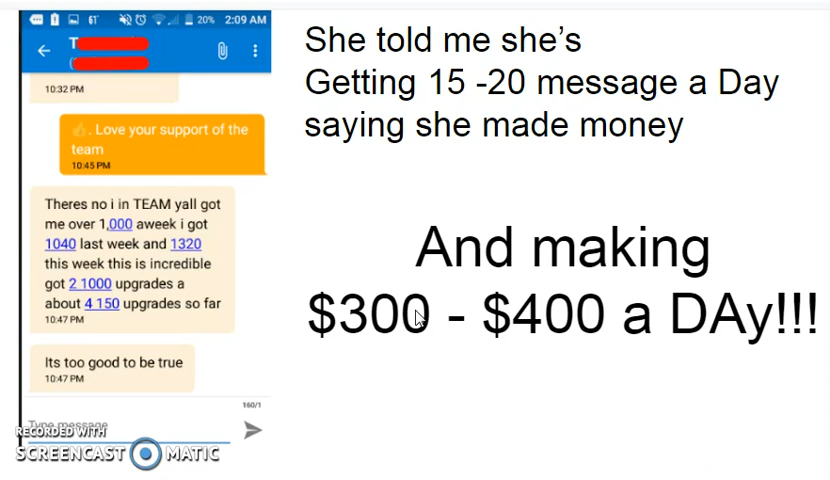 20% 2:09 AM
T
(
10:32 PM
👍. Love your support of the
team
10:45 PM
Theres no i in TEAM yall got
me over 1,000 aweek i got
1040 last week and 1320
this week this is incredible
got 2 1000 upgrades a
about 4 150 upgrades so far
10:47 PM
Its too good to be true
10:47 PM
160/1
Type message
RECORDED WITH
SCREENCAST MATIC
She told me she's
Getting 15 -20 message a Day
saying she made money
And making
$300 - $400 a DAy!!!